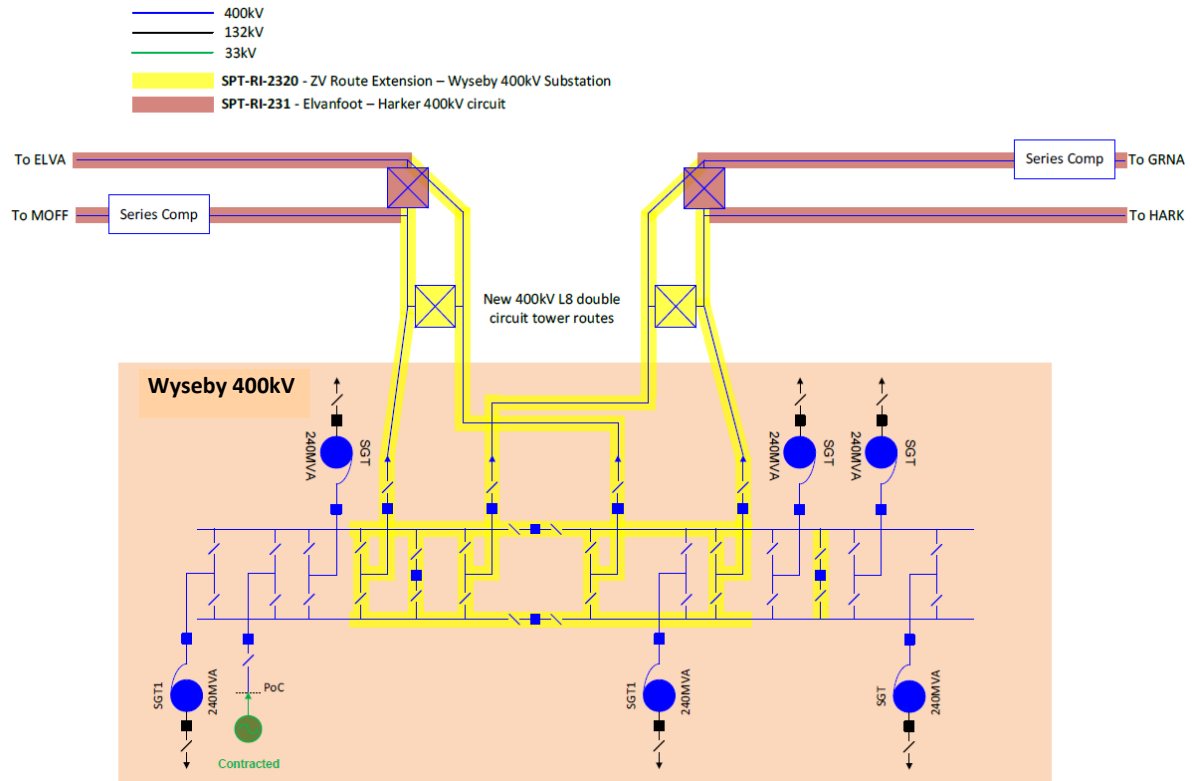 400kV
132kV
33kV
SPT-RI-2320 - ZV Route Extension – Wyseby 400kV Substation
SPT-RI-231 - Elvanfoot – Harker 400kV circuit
To ELVA
Series Comp
To GRNA
To MOFF
Series Comp
To HARK
New 400kV L8 double
circuit tower routes
Wyseby 400kV
240MVA
SGT
240MVA
SGT
240MVA
SGT
SGT1
240MVA
PoC
Contracted
SGT1
240MVA
SGT
240MVA